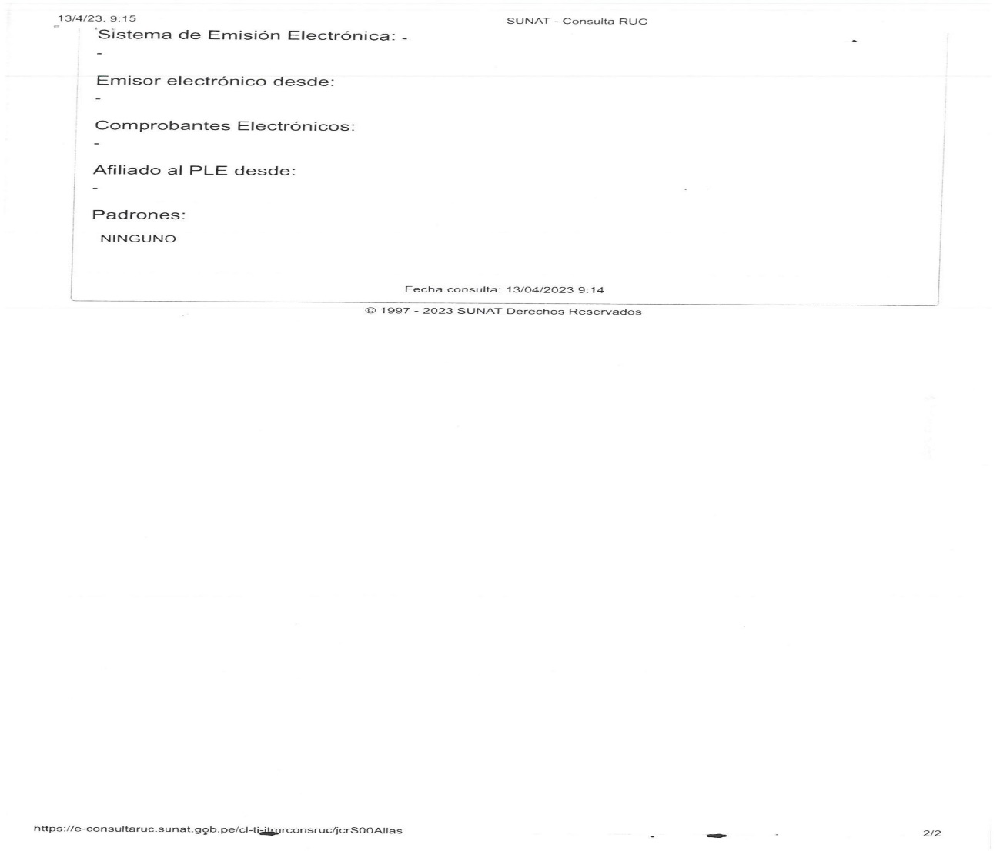 13/4/23, 9:15
SUNAT - Consulta RUC
Sistema de Emisión Electrónica: -
-
Emisor electrónico desde:
-
Comprobantes Electrónicos:
-
Afiliado al PLE desde:
-
Padrones:
NINGUNO
Fecha consulta: 13/04/2023 9:14
© 1997 - 2023 SUNAT Derechos Reservados
https://e-consultaruc.sunat.gob.pe/cl-ti-itmrconsruc/jcrS00Alias
2/2